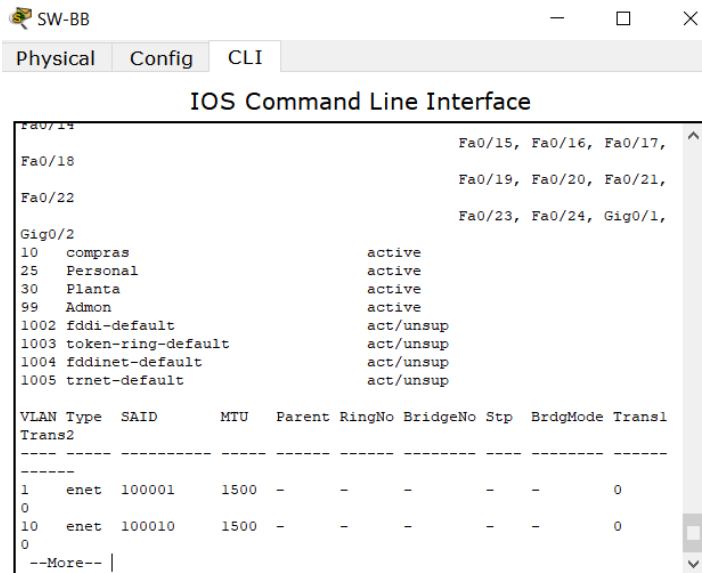 SW-BB
Physical Config CLI
IOS Command Line Interface
Fa0/14
Fa0/15, Fa0/16, Fa0/17,
Fa0/18
Fa0/19, Fa0/20, Fa0/21,
Fa0/22
Fa0/23, Fa0/24, Gig0/1,
Gig0/2
10 compras active
25 Personal active
30 Planta active
99 Admon active
1002 fddi-default act/unsup
1003 token-ring-default act/unsup
1004 fddinet-default act/unsup
1005 trnet-default act/unsup
VLAN Type SAID MTU Parent RingNo BridgeNo Stp BrdgMode Trans1
Trans2
---- ----- ---------- ----- ------ ------ -------- ---- -------- ------
------
1 enet 100001 1500 - - - - - 0
0
10 enet 100010 1500 - - - - - 0
0
--More--